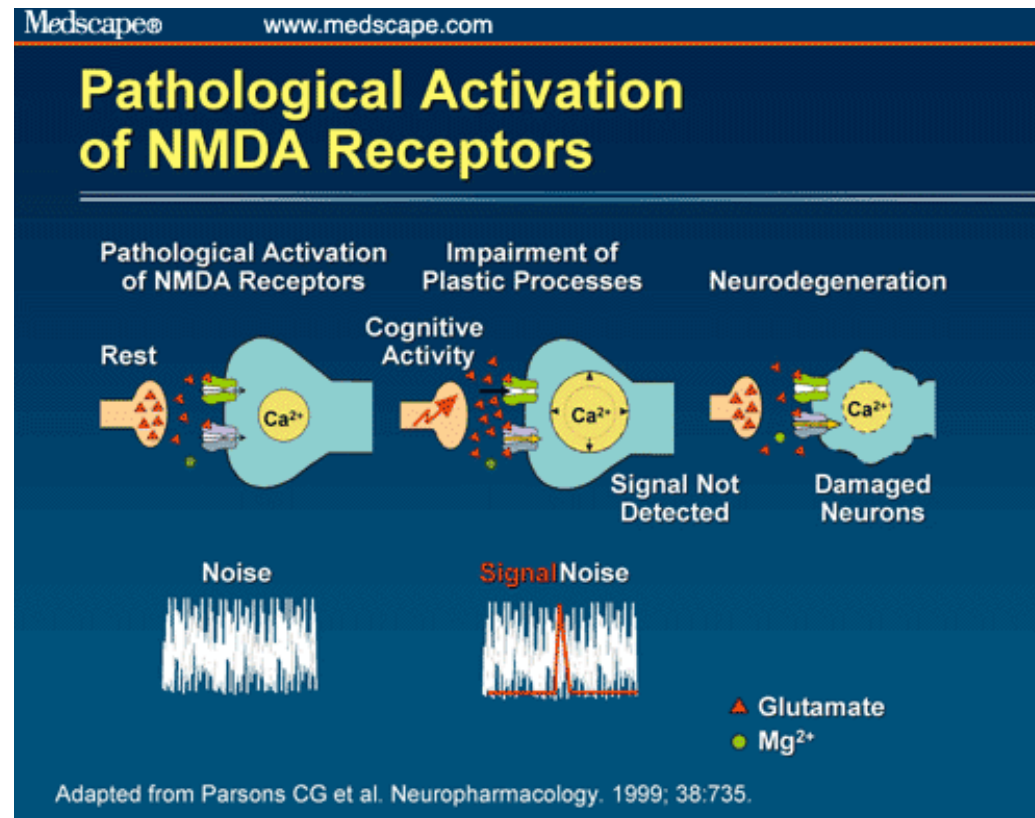 Medscape® www.medscape.com
Pathological Activation
of NMDA Receptors
Pathological Activation
of NMDA Receptors
Impairment of
Plastic Processes
Neurodegeneration
Rest
Cognitive
Activity
Ca²⁺
Ca²⁺
Ca²⁺
Signal Not
Detected
Damaged
Neurons
Noise
Signal Noise
Glutamate
Mg²⁺
Adapted from Parsons CG et al. Neuropharmacology. 1999; 38:735.